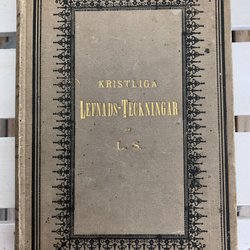 KRISTLIGA
LEFNADS-TECKNINGAR
AF
L. S.